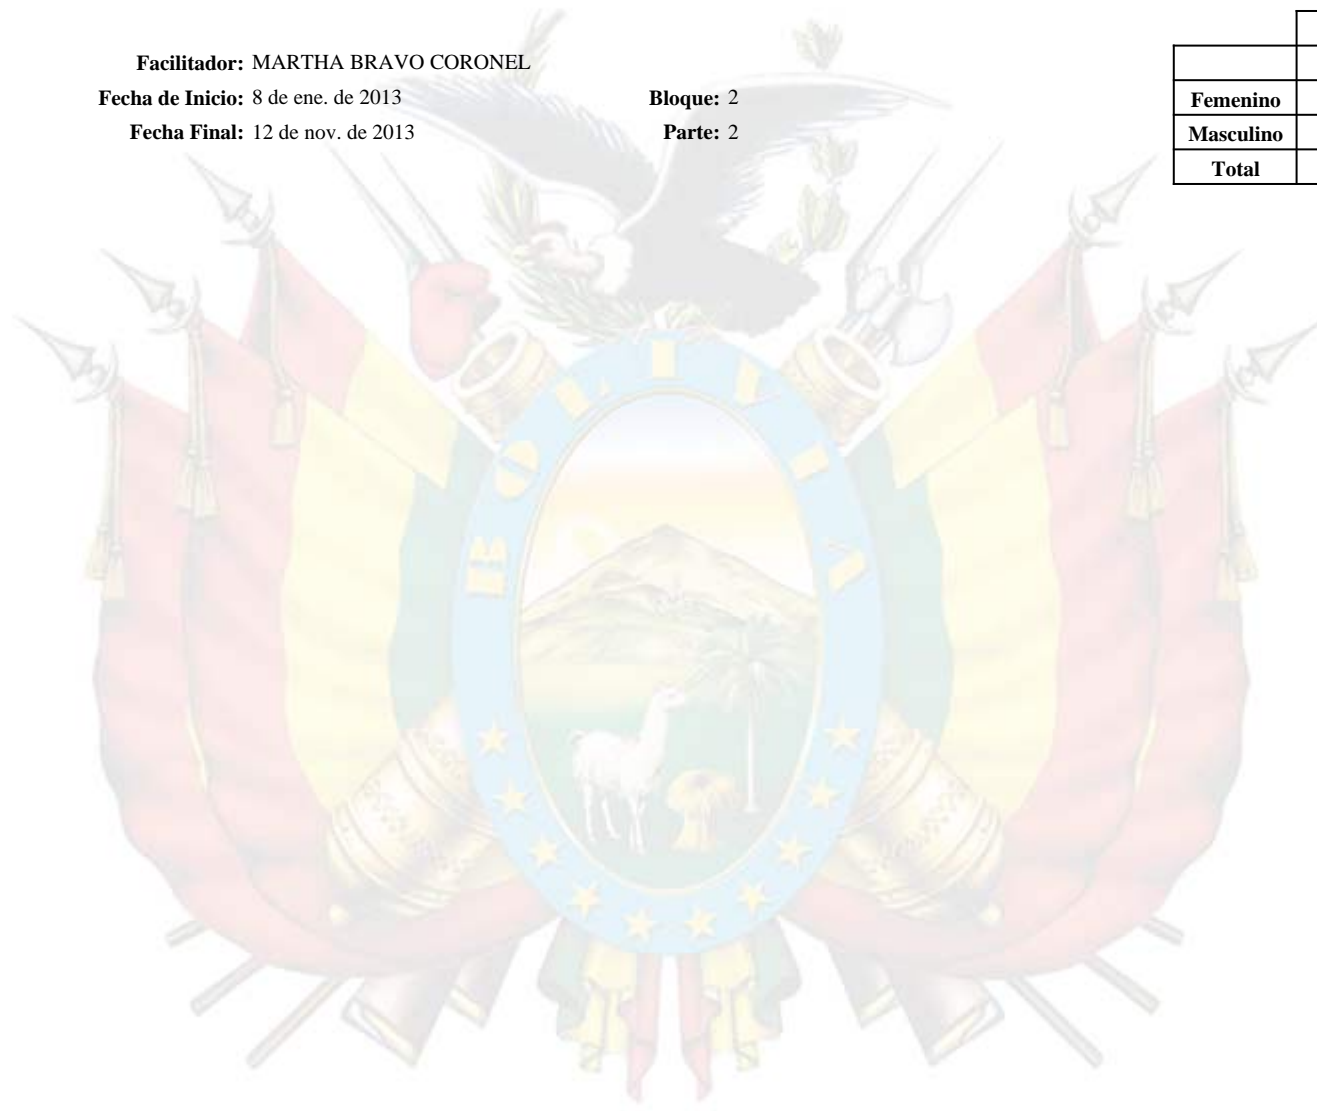 Facilitador: MARTHA BRAVO CORONEL
Fecha de Inicio: 8 de ene. de 2013 Bloque: 2
Fecha Final: 12 de nov. de 2013 Parte: 2
Femenino
Masculino
Total
BOLIVIA